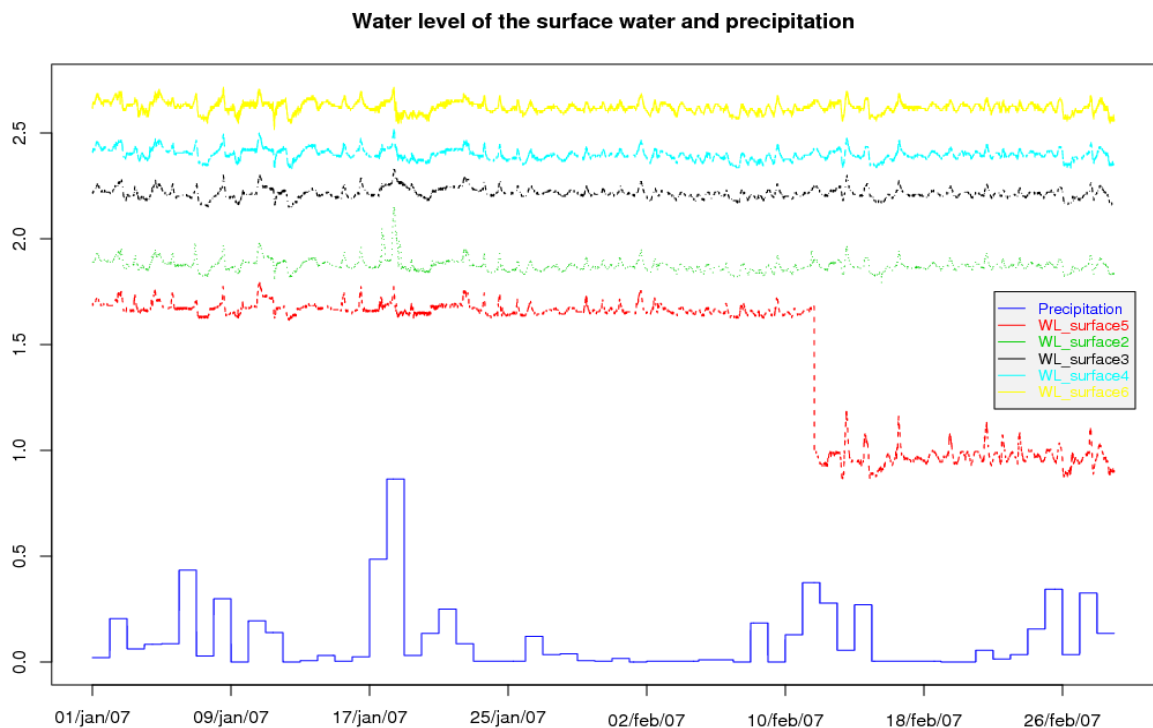 Water level of the surface water and precipitation
2.5
2.0
1.5
1.0
0.5
0.0
Precipitation
WL_surface5
WL_surface2
WL_surface3
WL_surface4
WL_surface6
01/jan/07 09/jan/07 17/jan/07 25/jan/07 02/feb/07 10/feb/07 18/feb/07 26/feb/07